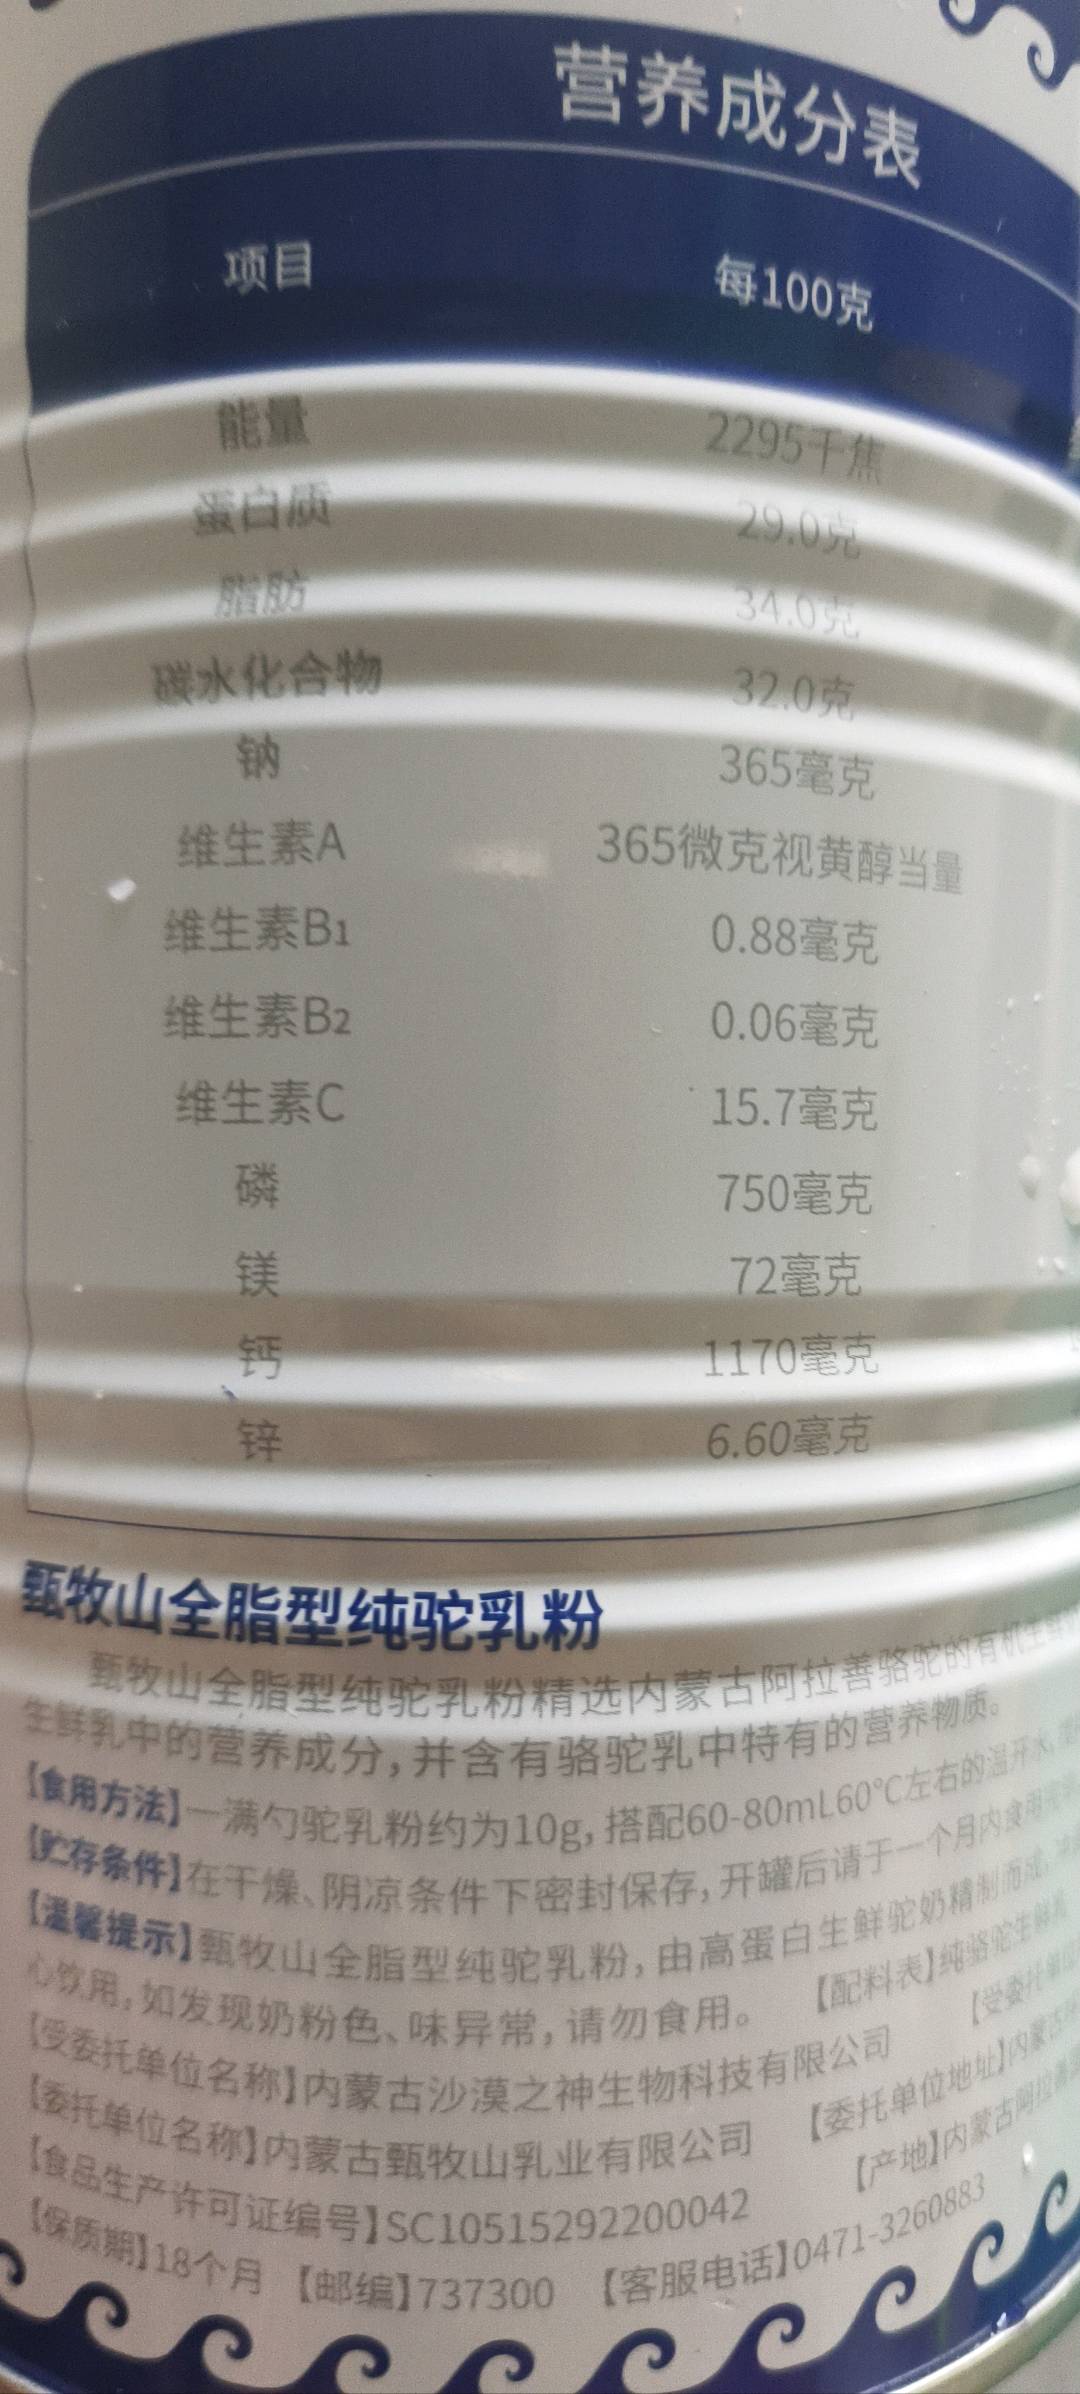 营养成分表
项目 每100克
能量 2295千焦
蛋白质 29.0克
脂肪 34.0克
碳水化合物 32.0克
钠 365毫克
维生素A 365微克视黄醇当量
维生素B1 0.88毫克
维生素B2 0.06毫克
维生素C 15.7毫克
磷 750毫克
镁 72毫克
钙 1170毫克
锌 6.60毫克
甄牧山全脂型纯驼乳粉
甄牧山全脂型纯驼乳粉精选内蒙古阿拉善骆驼的有机生鲜
生鲜乳中的营养成分,并含有骆驼乳中特有的营养物质。
【食用方法】一满勺驼乳粉约为10g,搭配60-80mL60°C左右的温开水,
【贮存条件】在干燥、阴凉条件下密封保存,开罐后请于一个月内食用
【温馨提示】甄牧山全脂型纯驼乳粉,由高蛋白生鲜驼奶精制而成,
心饮用,如发现奶粉色、味异常,请勿食用。 【配料表】纯骆驼生鲜乳
【受委托单位名称】内蒙古沙漠之神生物科技有限公司 【受委托单位
【委托单位名称】内蒙古甄牧山乳业有限公司 【委托单位地址】内蒙古
【食品生产许可证编号】SC10515292200042 【产地】内蒙古阿拉善
【保质期】18个月 【邮编】737300 【客服电话】0471-3260883